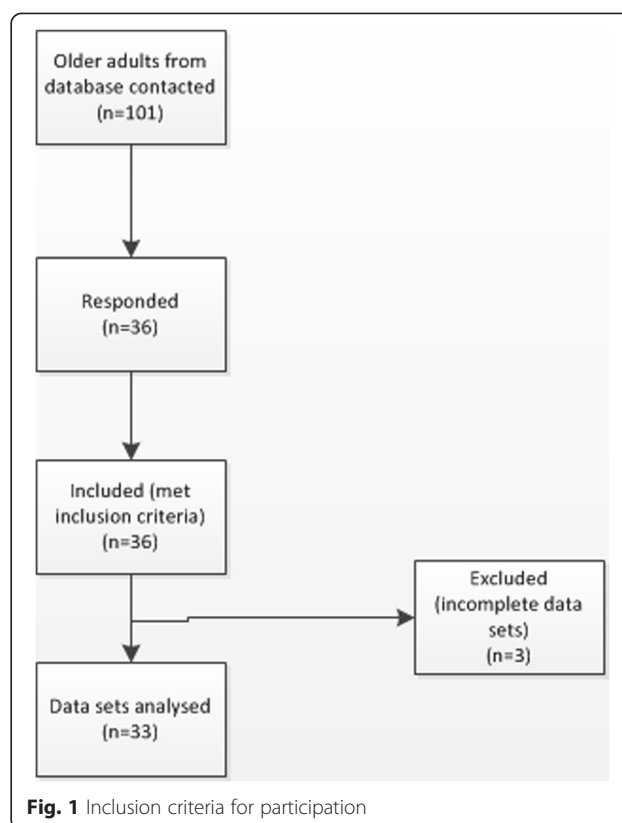 Older adults from
database contacted
(n=101)
Responded
(n=36)
Included (met
inclusion criteria)
(n=36)
Excluded
(incomplete data
sets)
(n=3)
Data sets analysed
(n=33)
Fig. 1 Inclusion criteria for participation